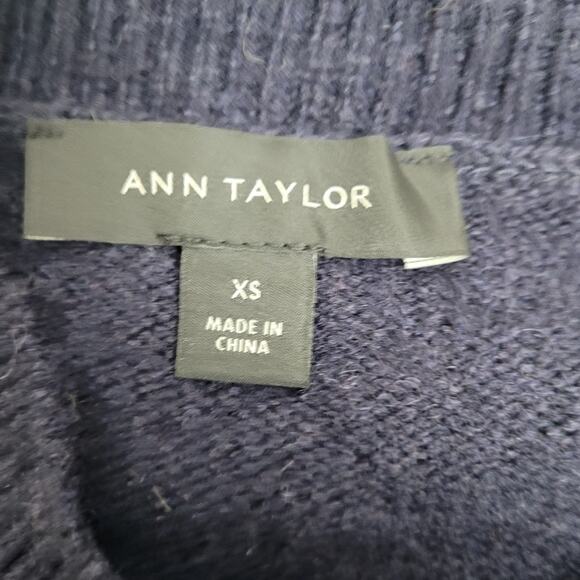 ANN TAYLOR
XS
MADE IN
CHINA